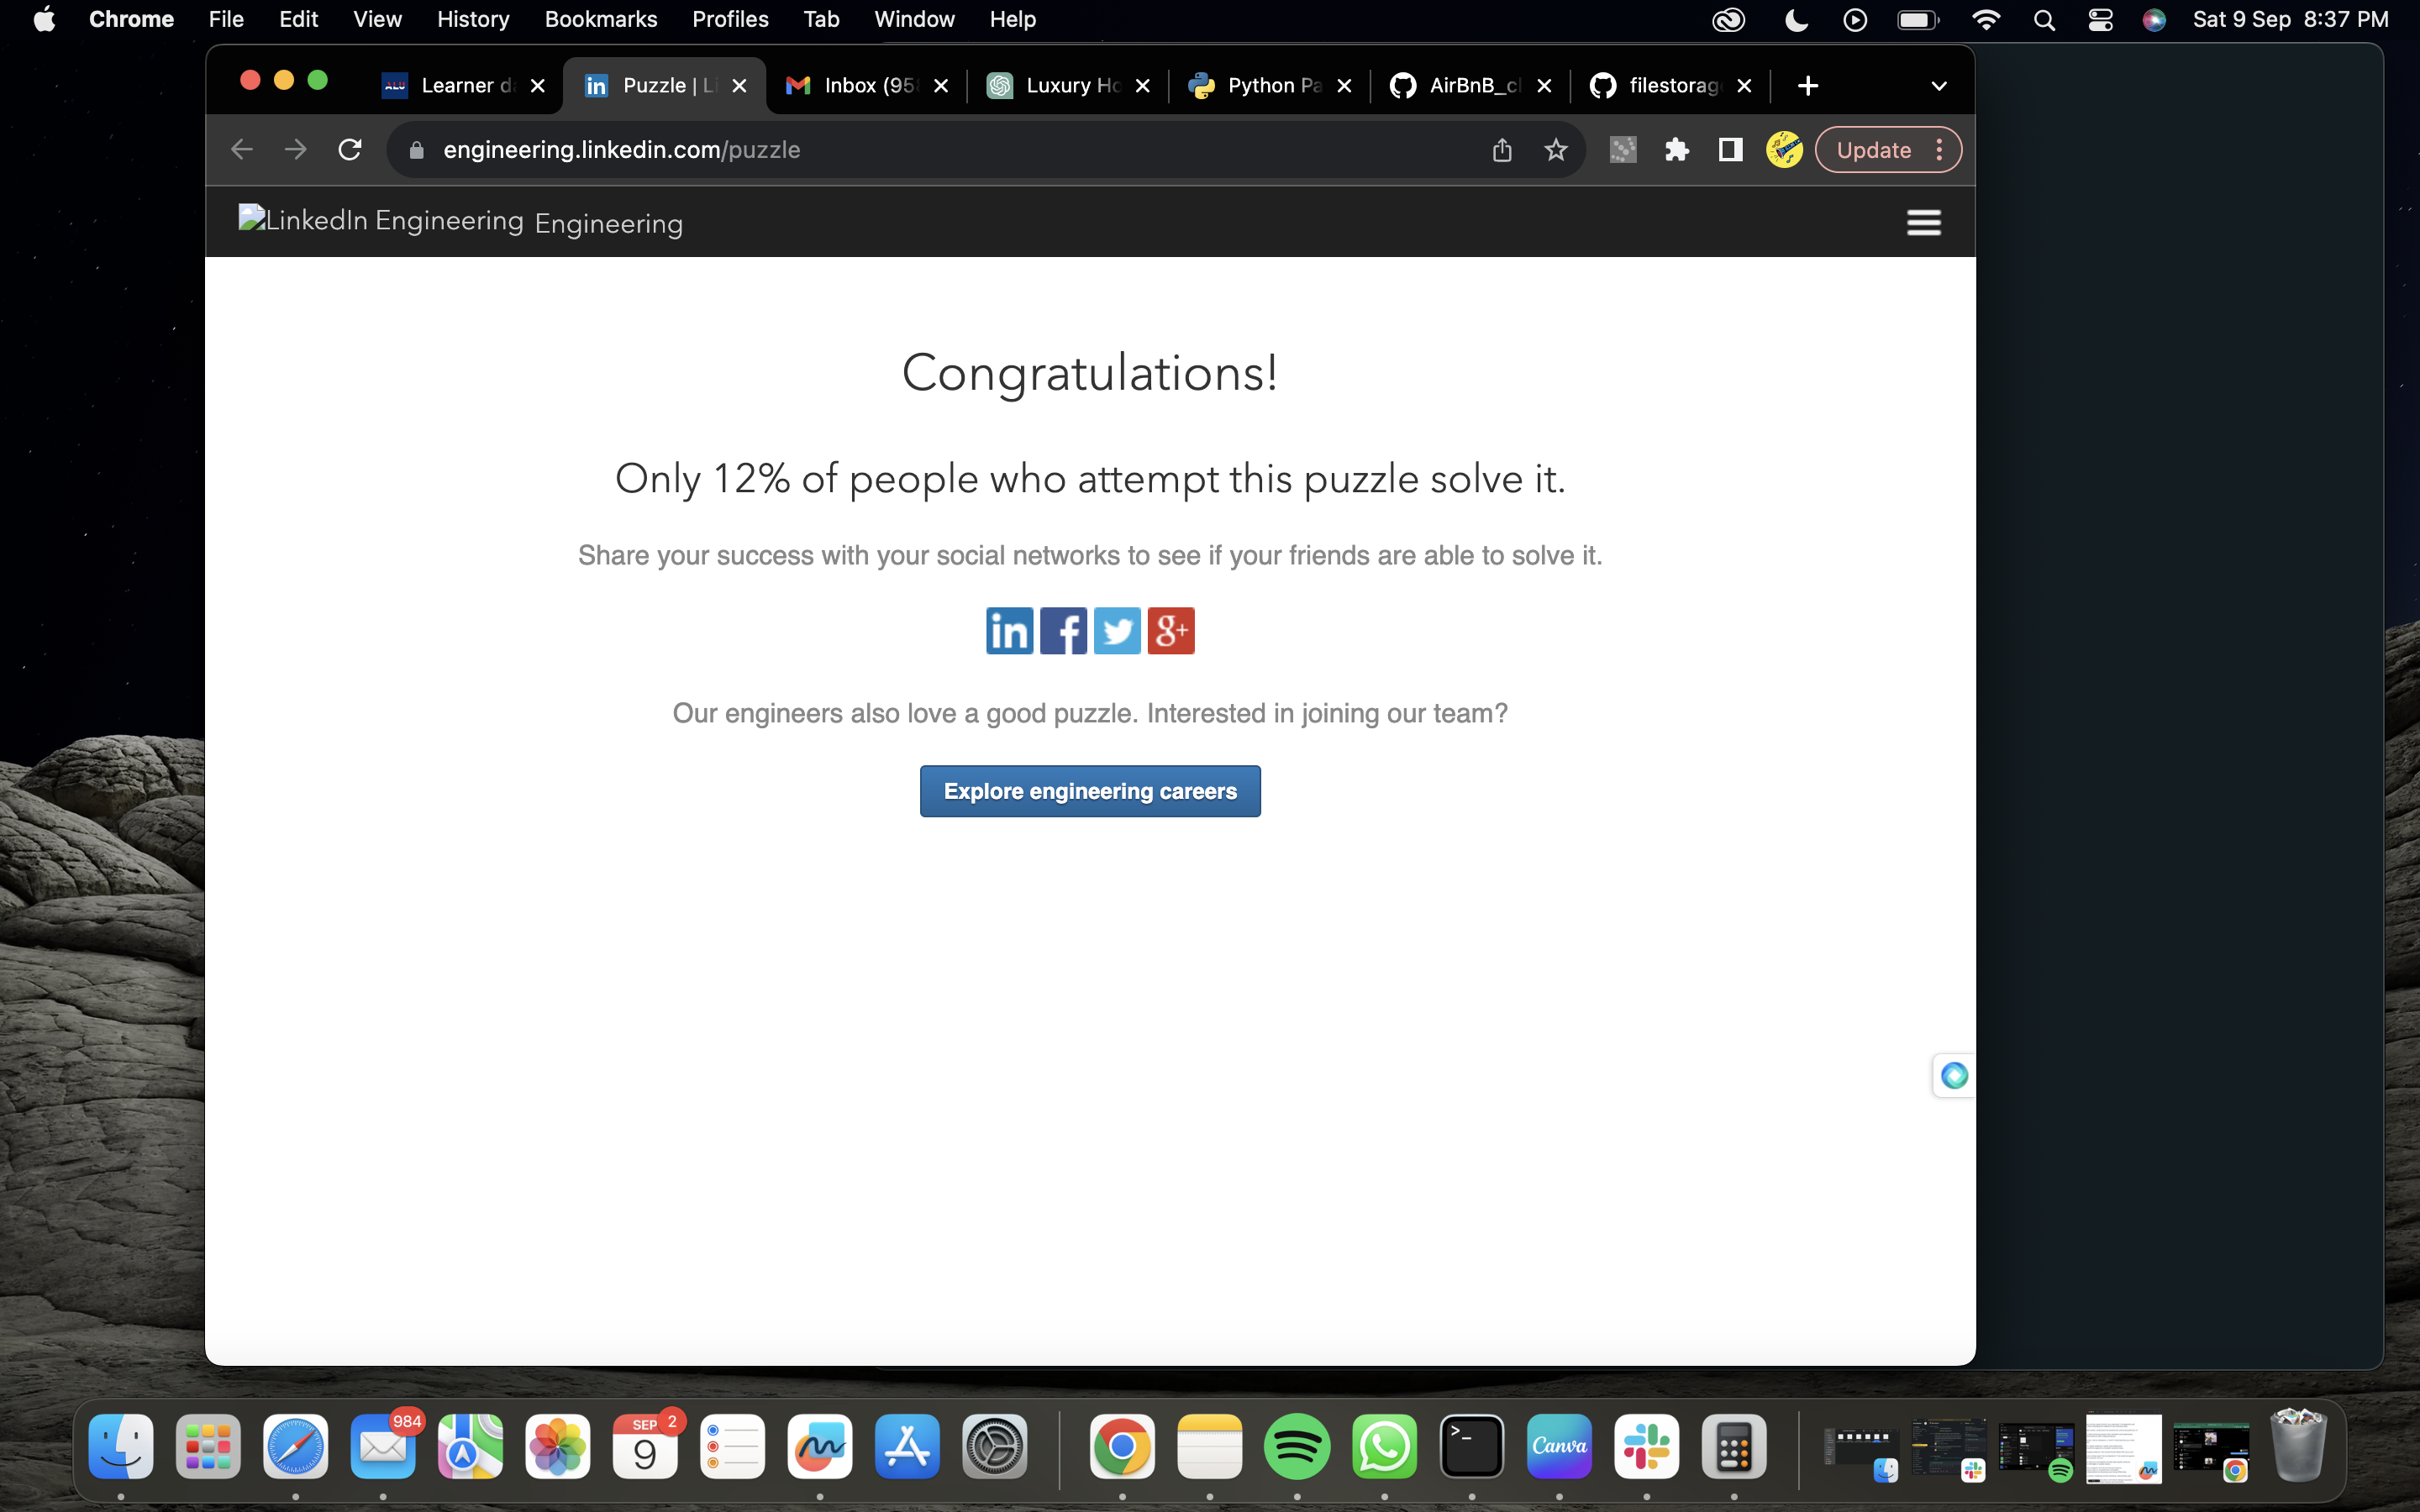 Chrome File Edit View History Bookmarks Profiles Tab Window Help Sat 9 Sep 8:37 PM
ALU Learner d in Puzzle | L Inbox (95 Luxury Ho Python Pa AirBnB_cl filestorag
engineering.linkedin.com/puzzle Update
LinkedIn Engineering Engineering
Congratulations!
Only 12% of people who attempt this puzzle solve it.
Share your success with your social networks to see if your friends are able to solve it.
in f g+
Our engineers also love a good puzzle. Interested in joining our team?
Explore engineering careers
984 SEP 2
9 >_ Canva